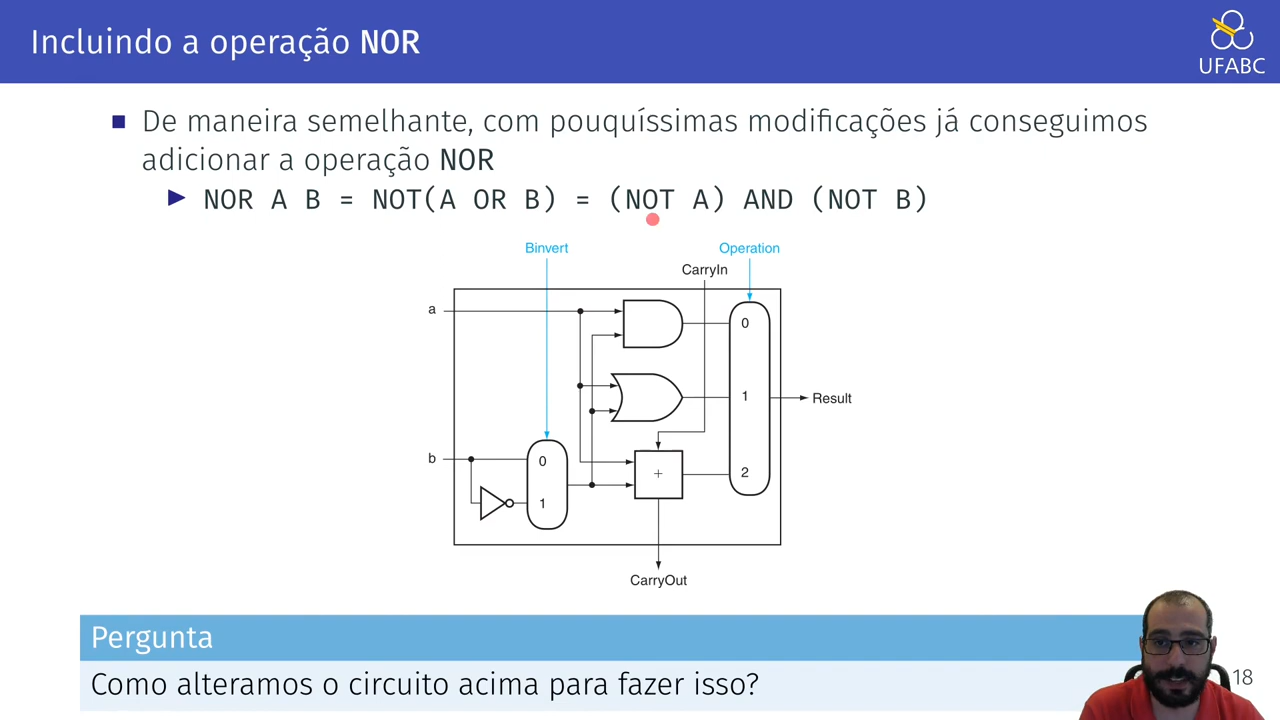 Incluindo a operação NOR
UFABC
De maneira semelhante, com pouquíssimas modificações já conseguimos
adicionar a operação NOR
NOR A B = NOT(A OR B) = (NOT A) AND (NOT B)
Binvert
Operation
CarryIn
a
0
1
Result
b
0
+
2
1
CarryOut
Pergunta
Como alteramos o circuito acima para fazer isso?
18